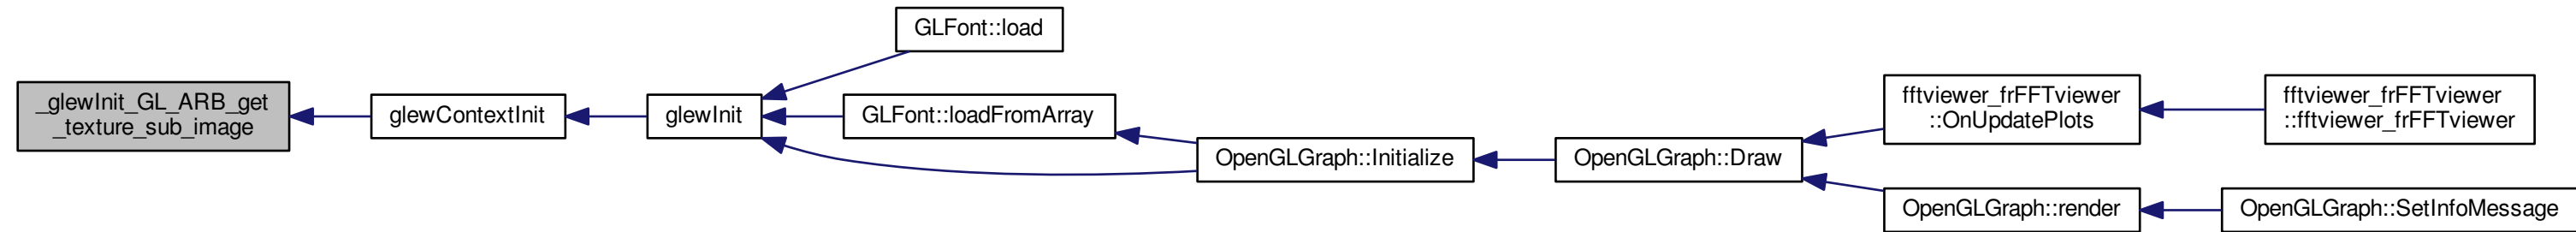 _glewInit_GL_ARB_get
_texture_sub_image
glewContextInit
glewInit
GLFont::load
GLFont::loadFromArray
OpenGLGraph::Initialize
OpenGLGraph::Draw
fftviewer_frFFTviewer
::OnUpdatePlots
fftviewer_frFFTviewer
::fftviewer_frFFTviewer
OpenGLGraph::render
OpenGLGraph::SetInfoMessage